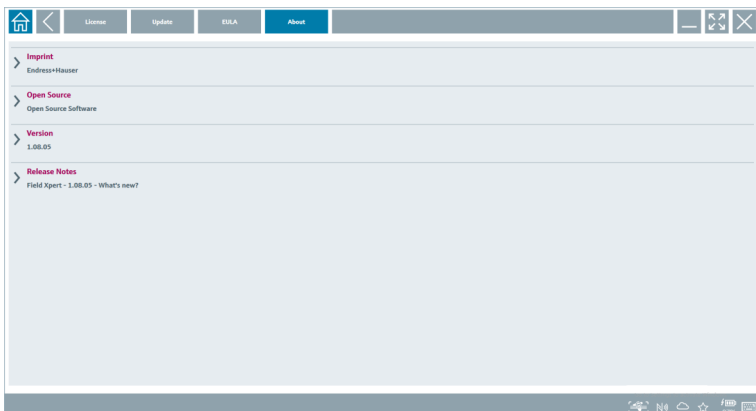 License
Update
EULA
About
Imprint
Endress+Hauser
Open Source
Open Source Software
Version
1.08.05
Release Notes
Field Xpert - 1.08.05 - What's new?